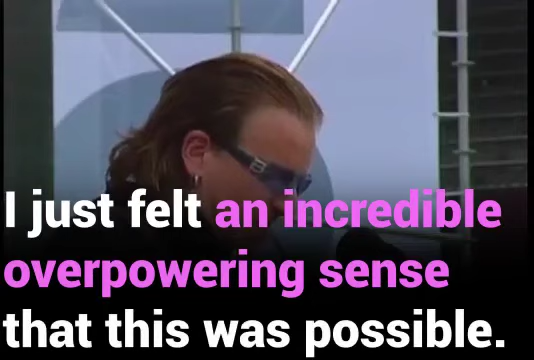 I just felt an incredible
overpowering sense
that this was possible.